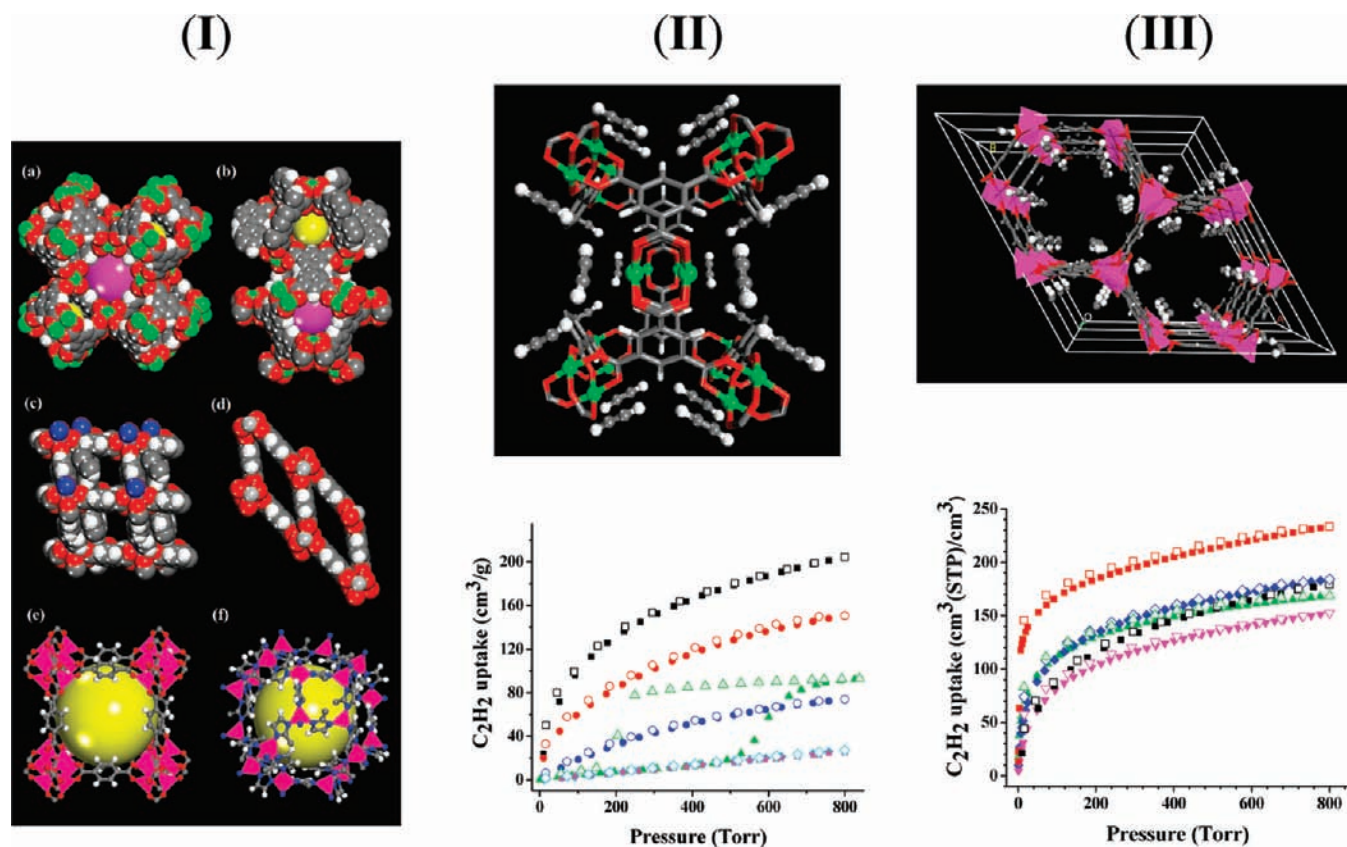 (I)
(II)
(III)
(a)
(b)
(c)
(d)
(e)
(f)
C₂H₂ uptake (cm³/g)
200
160
120
80
40
0
0
200
400
600
800
Pressure (Torr)
C₂H₂ uptake (cm³(STP)/cm³)
250
200
150
100
50
0
0
200
400
600
800
Pressure (Torr)